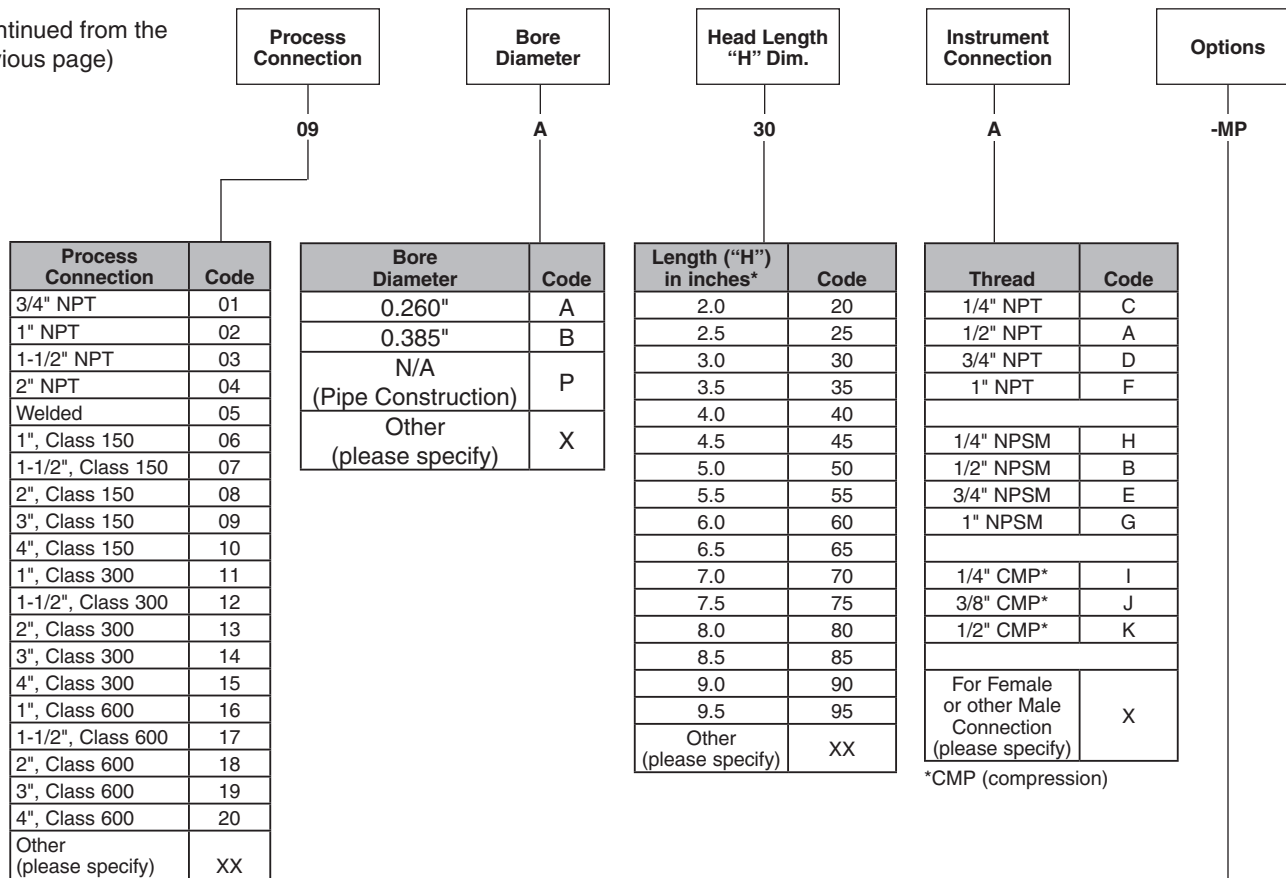 ntinued from the
vious page)
Process
Connection
Bore
Diameter
Head Length
“H” Dim.
Instrument
Connection
Options
09
A
30
A
-MP
Process
Connection Code
3/4" NPT 01
1" NPT 02
1-1/2" NPT 03
2" NPT 04
Welded 05
1", Class 150 06
1-1/2", Class 150 07
2", Class 150 08
3", Class 150 09
4", Class 150 10
1", Class 300 11
1-1/2", Class 300 12
2", Class 300 13
3", Class 300 14
4", Class 300 15
1", Class 600 16
1-1/2", Class 600 17
2", Class 600 18
3", Class 600 19
4", Class 600 20
Other
(please specify) XX
Bore
Diameter Code
0.260" A
0.385" B
N/A
(Pipe Construction) P
Other
(please specify) X
Length (“H”)
in inches* Code
2.0 20
2.5 25
3.0 30
3.5 35
4.0 40
4.5 45
5.0 50
5.5 55
6.0 60
6.5 65
7.0 70
7.5 75
8.0 80
8.5 85
9.0 90
9.5 95
Other
(please specify) XX
Thread Code
1/4" NPT C
1/2" NPT A
3/4" NPT D
1" NPT F
1/4" NPSM H
1/2" NPSM B
3/4" NPSM E
1" NPSM G
1/4" CMP* I
3/8" CMP* J
1/2" CMP* K
For Female
or other Male
Connection
(please specify) X
*CMP (compression)